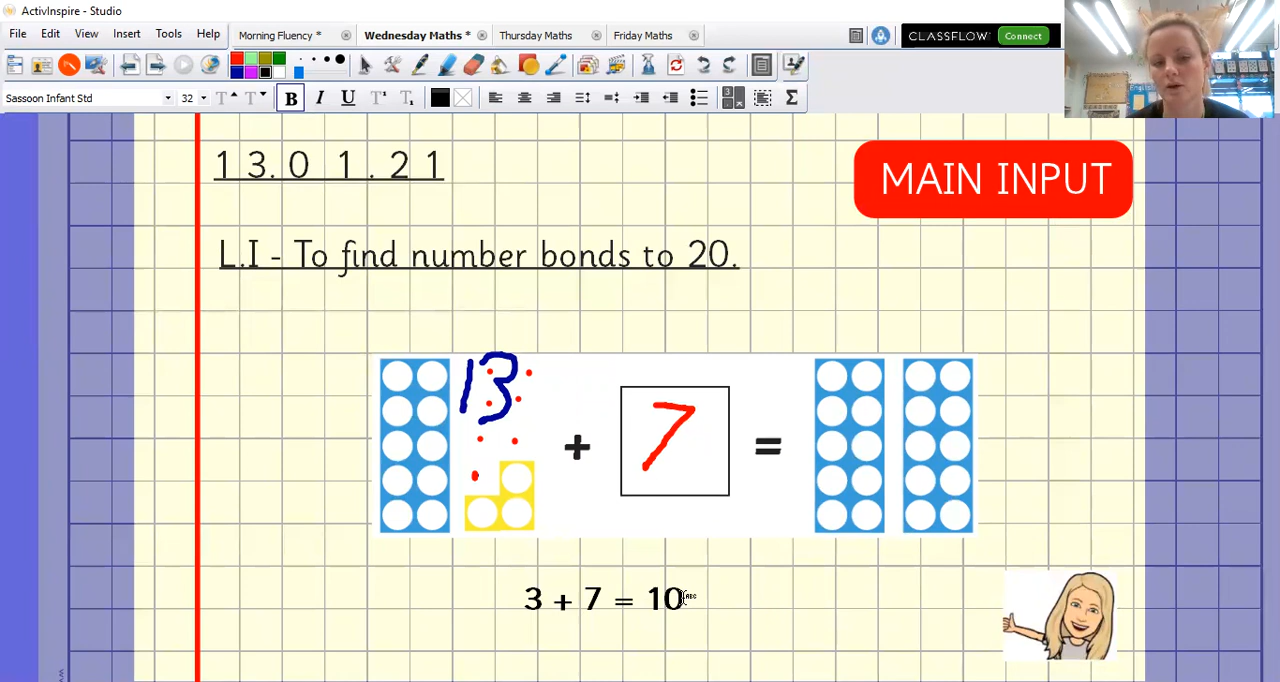 ActivInspire - Studio
File Edit View Insert Tools Help
Morning Fluency * Wednesday Maths * Thursday Maths Friday Maths
CLASSFLOW Connect
Sassoon Infant Std 32 B I U
13.01.21
MAIN INPUT
L.I - To find number bonds to 20.
13 + 7 =
3 + 7 = 10